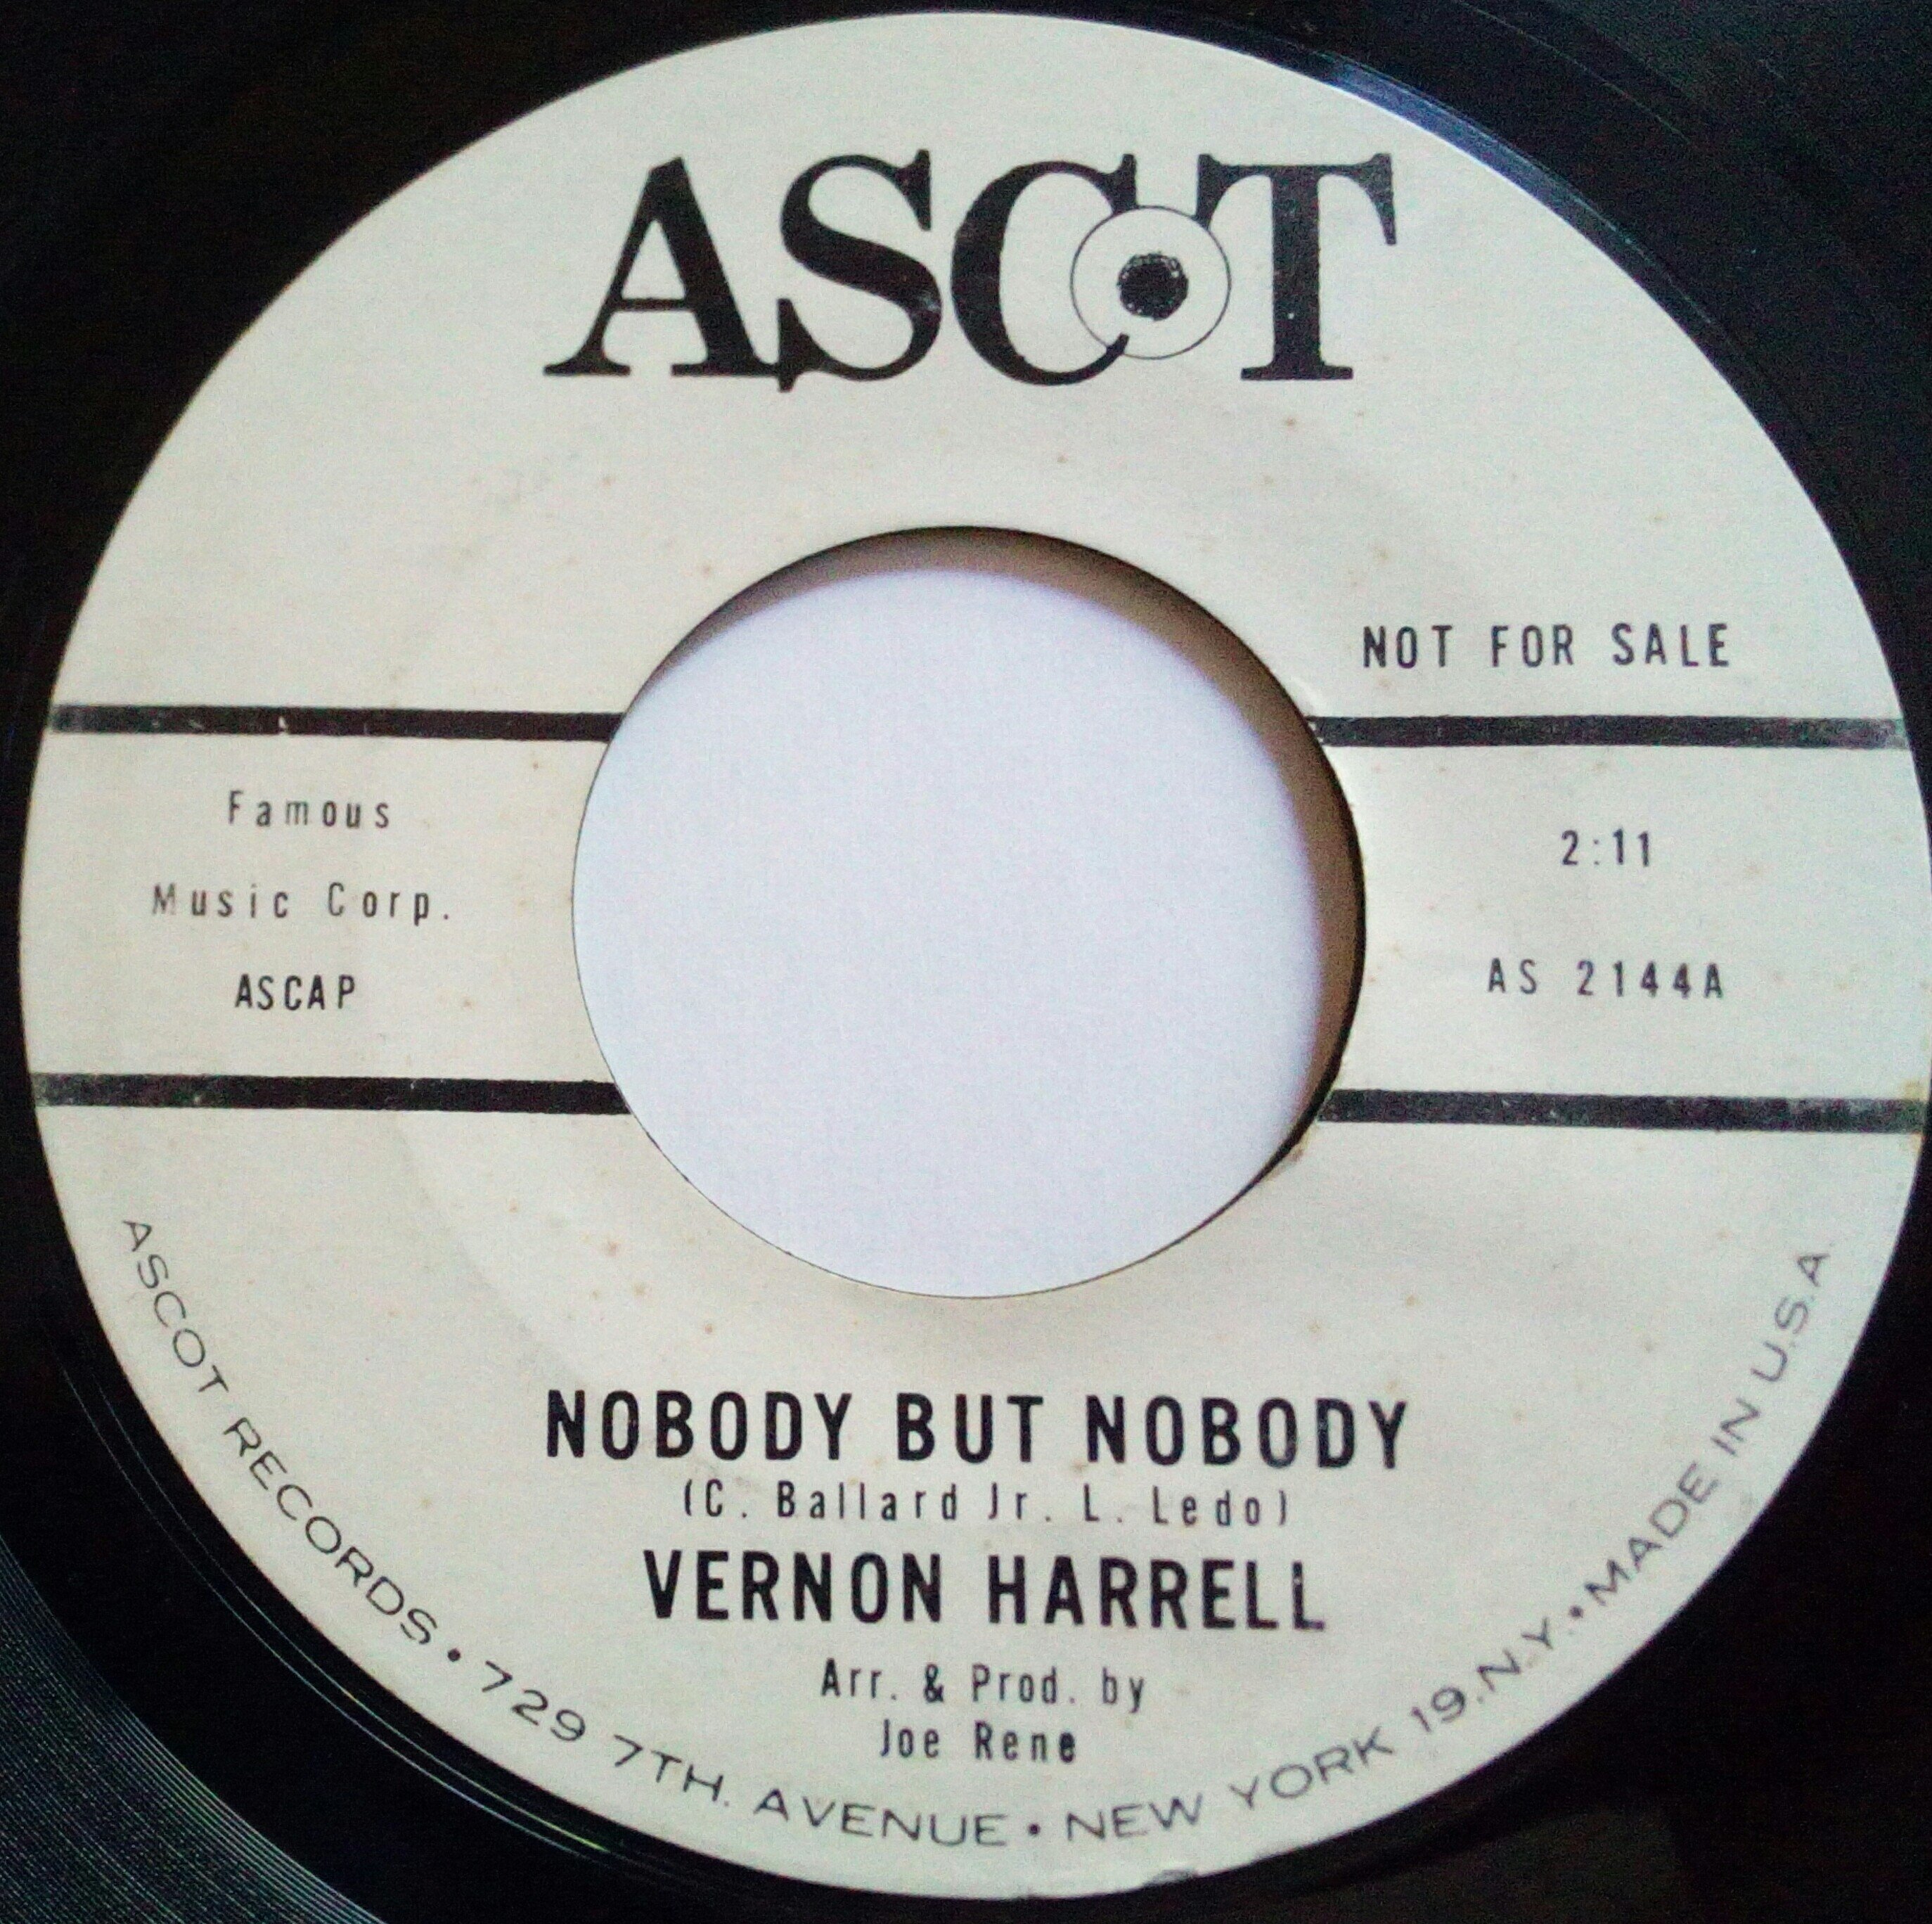 ASCOT
NOT FOR SALE
Famous
Music Corp.
ASCAP
2:11
AS 2144A
NOBODY BUT NOBODY
(C. Ballard Jr. L. Ledo)
VERNON HARRELL
Arr. & Prod. by
Joe Rene
ASCOT RECORDS • 729 7TH. AVENUE • NEW YORK 19, N.Y. • MADE IN U.S.A.